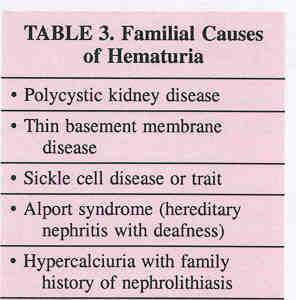 TABLE 3. Familial Causes
of Hematuria
• Polycystic kidney disease
• Thin basement membrane
disease
• Sickle cell disease or trait
• Alport syndrome (hereditary
nephritis with deafness)
• Hypercalciuria with family
history of nephrolithiasis